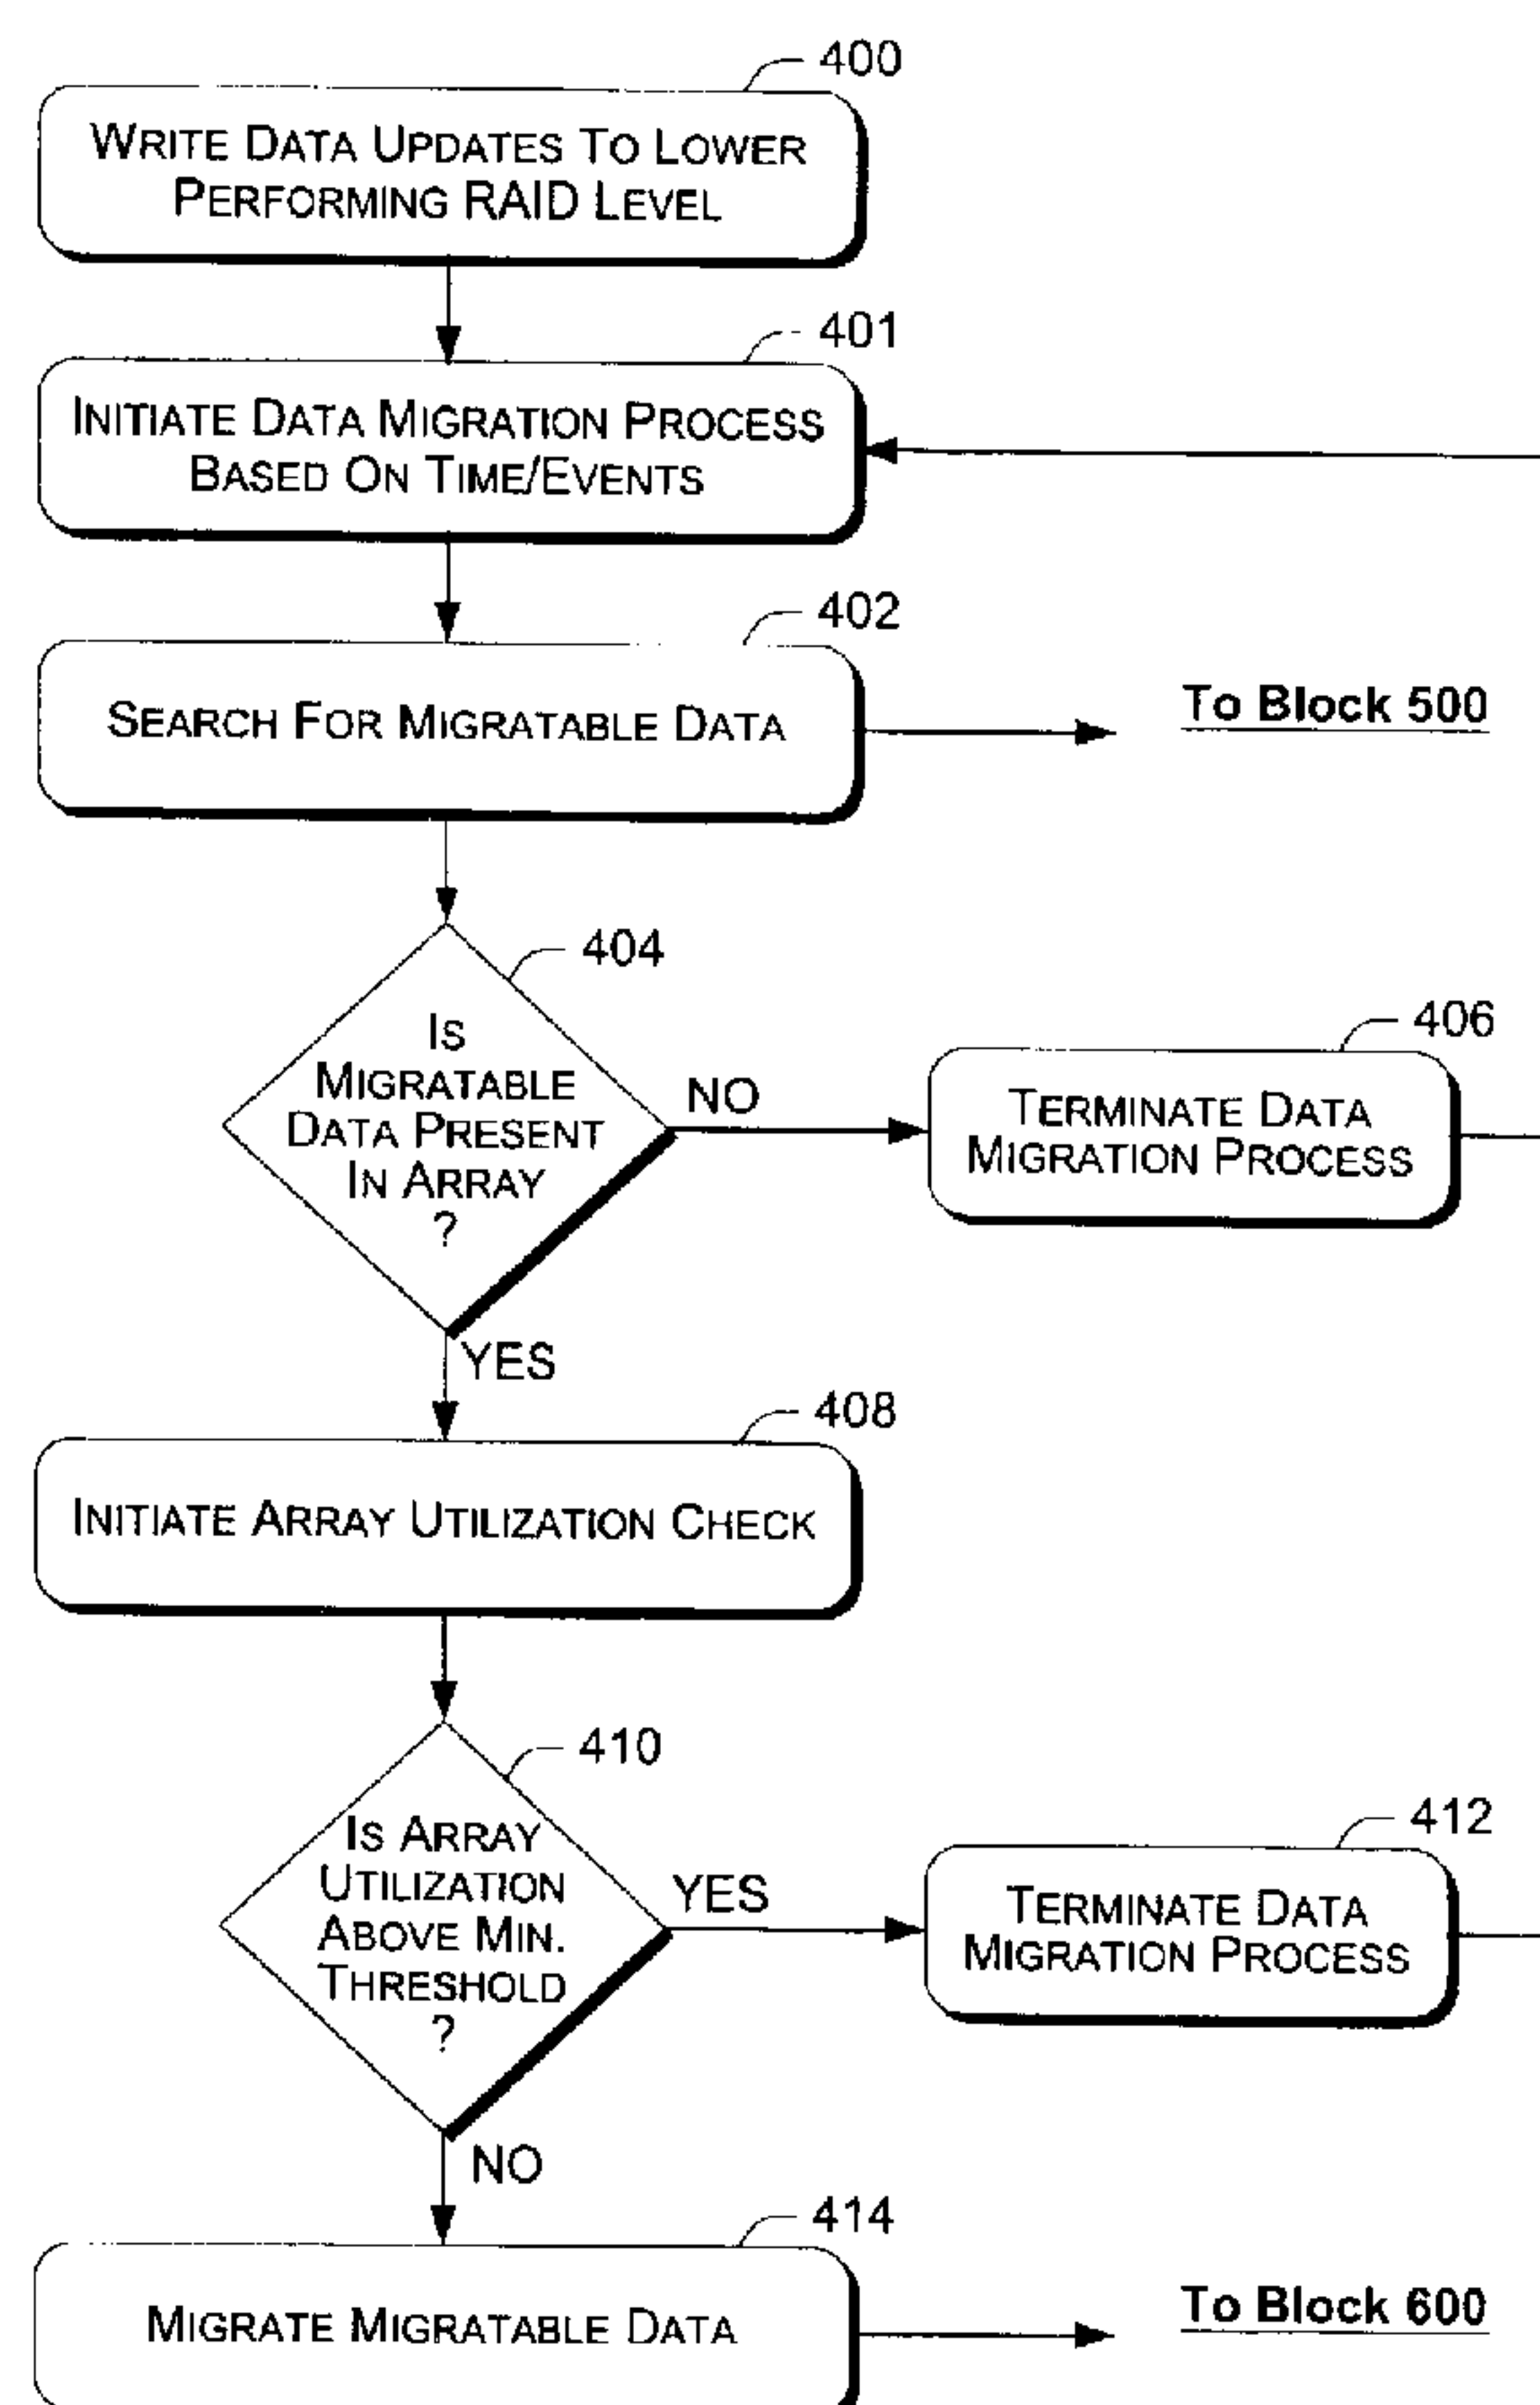 400
WRITE DATA UPDATES TO LOWER
PERFORMING RAID LEVEL
401
INITIATE DATA MIGRATION PROCESS
BASED ON TIME/EVENTS
402
SEARCH FOR MIGRATABLE DATA
To Block 500
404
IS
MIGRATABLE
DATA PRESENT
IN ARRAY
?
NO
406
TERMINATE DATA
MIGRATION PROCESS
YES
408
INITIATE ARRAY UTILIZATION CHECK
410
IS ARRAY
UTILIZATION
ABOVE MIN.
THRESHOLD
?
YES
412
TERMINATE DATA
MIGRATION PROCESS
NO
414
MIGRATE MIGRATABLE DATA
To Block 600